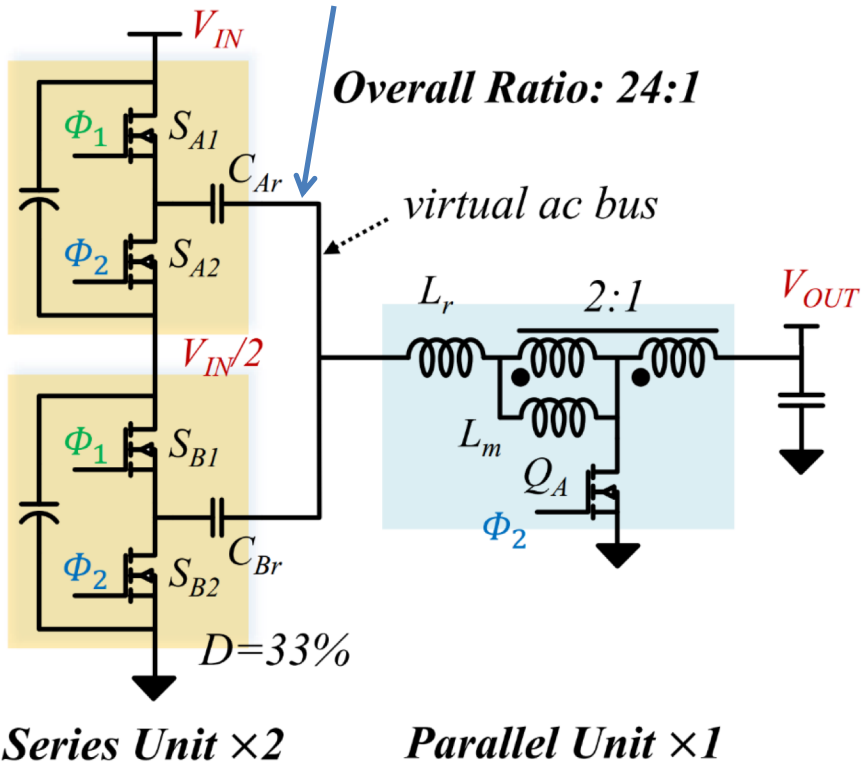 V_IN
Overall Ratio: 24:1
Φ₁
S_A1
C_Ar
virtual ac bus
Φ₂
S_A2
L_r
2:1
V_OUT
V_IN/2
Φ₁
S_B1
L_m
Q_A
Φ₂
C_Br
Φ₂
S_B2
D=33%
Series Unit ×2
Parallel Unit ×1